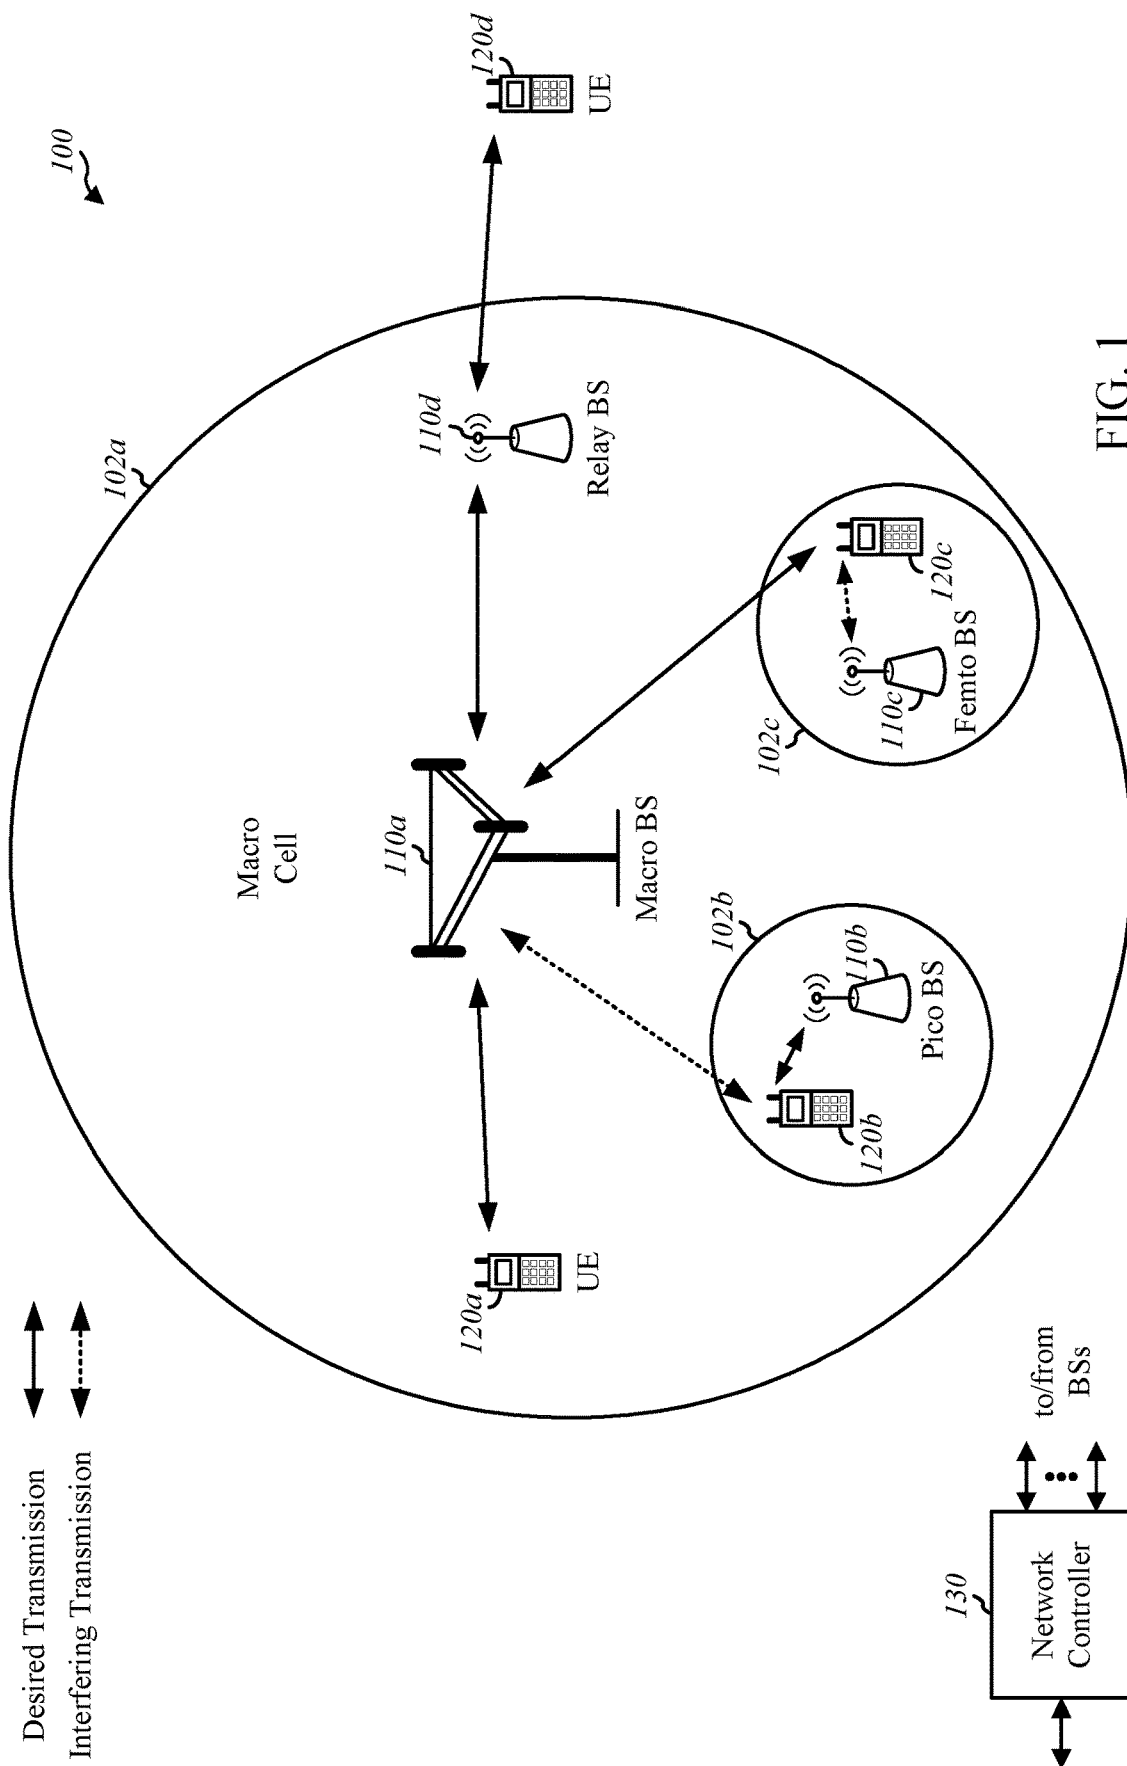 Desired Transmission
Interfering Transmission
100
102a
Macro
Cell
110a
110d
120d
120a
UE
Macro BS
Relay BS
UE
102b
102c
110b
120b
Pico BS
110c
120c
Femto BS
130
Network
Controller
to/from
BSs
FIG. 1